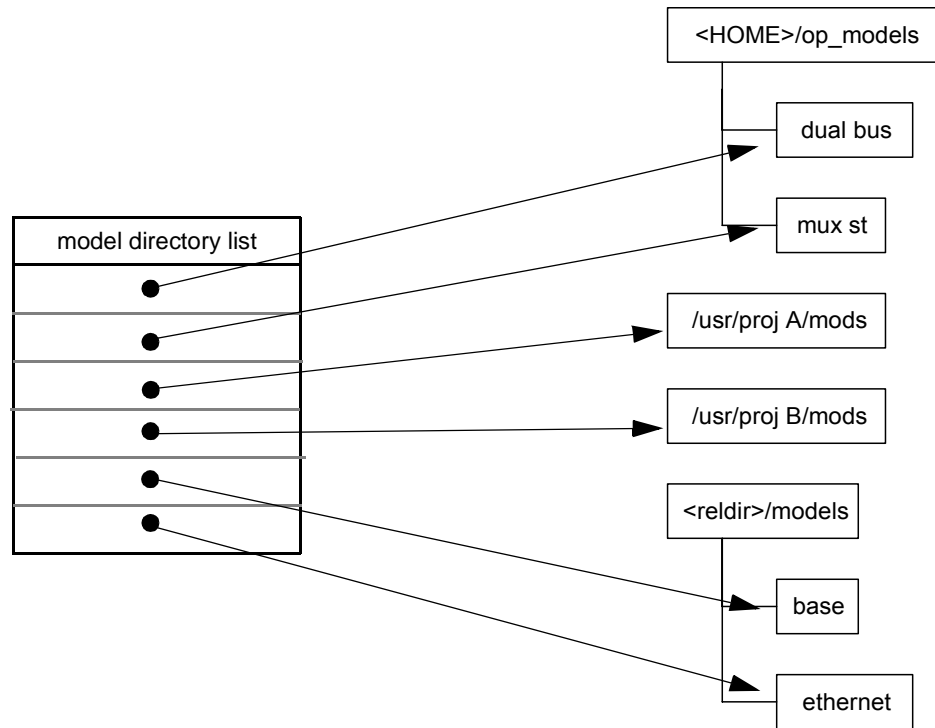 <HOME>/op_models
dual bus
mux st
model directory list
/usr/proj A/mods
/usr/proj B/mods
<reldir>/models
base
ethernet